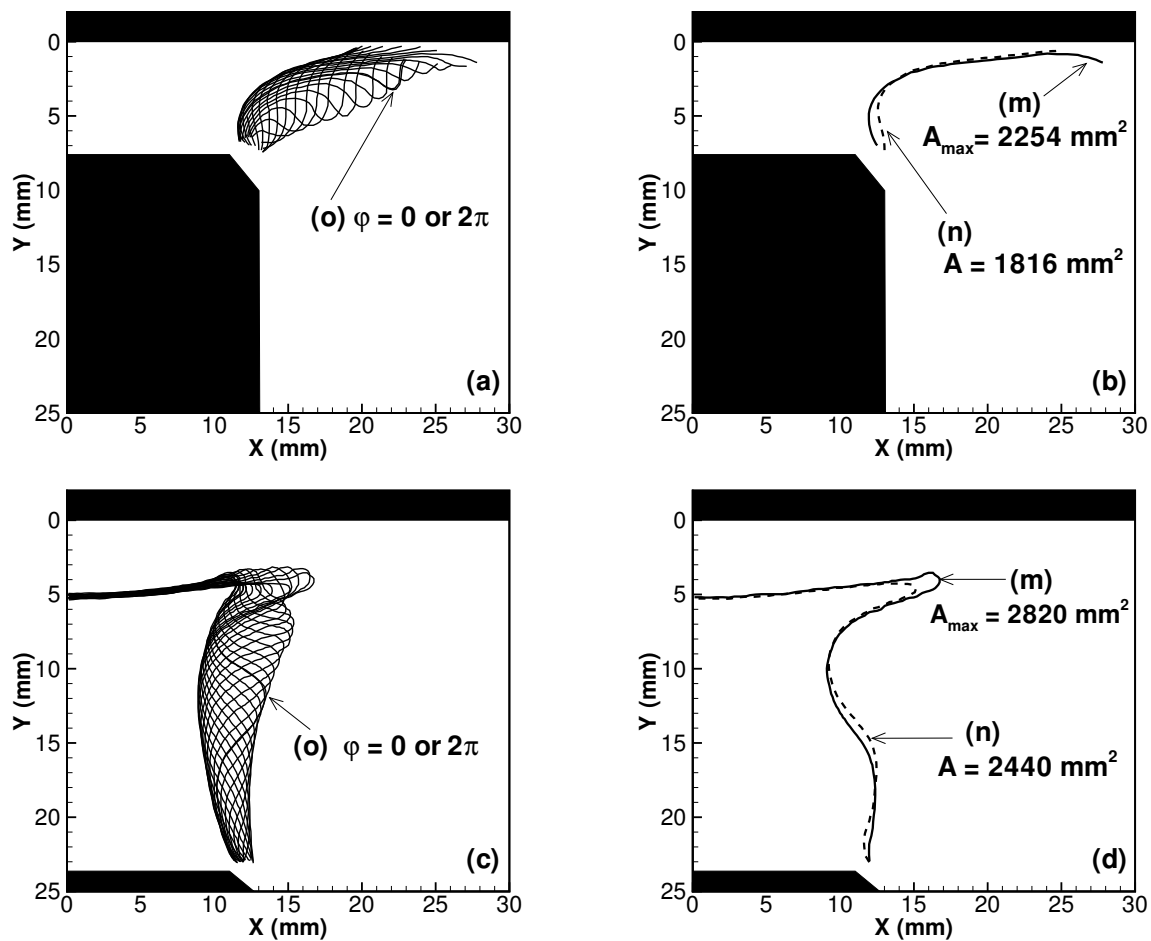 0
5
10
15
20
25
Y (mm)
0 5 10 15 20 25 30
X (mm)
(o) φ = 0 or 2π
(a)
0
5
10
15
20
25
Y (mm)
0 5 10 15 20 25 30
X (mm)
(m)
Amax= 2254 mm²
(n)
A = 1816 mm²
(b)
0
5
10
15
20
25
Y (mm)
0 5 10 15 20 25 30
X (mm)
(o) φ = 0 or 2π
(c)
0
5
10
15
20
25
Y (mm)
0 5 10 15 20 25 30
X (mm)
(m)
Amax = 2820 mm²
(n)
A = 2440 mm²
(d)